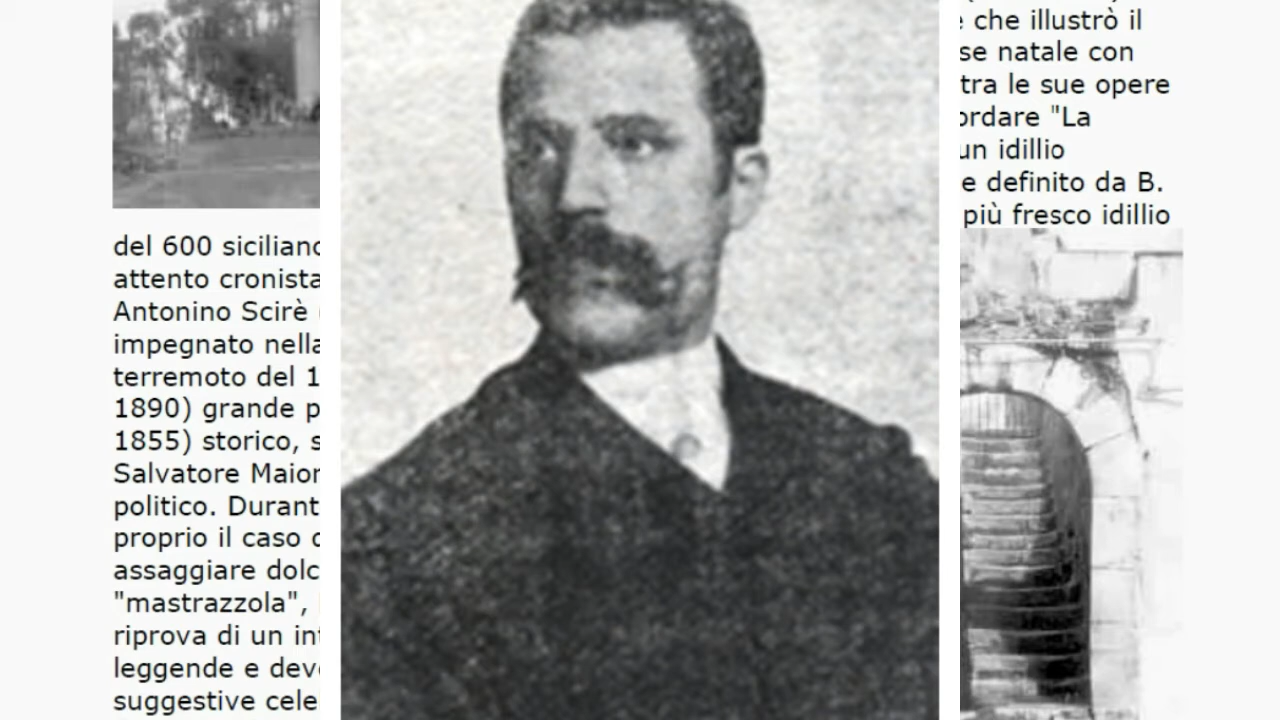 del 600 siciliano
attento cronista
Antonino Scirè
impegnato nella
terremoto del 1
1890) grande p
1855) storico, s
Salvatore Maior
politico. Durant
proprio il caso
assaggiare dolc
"mastrazzola",
riprova di un int
leggende e deve
suggestive cele
e che illustrò il
se natale con
tra le sue opere
ordare "La
un idillio
e definito da B.
più fresco idillio